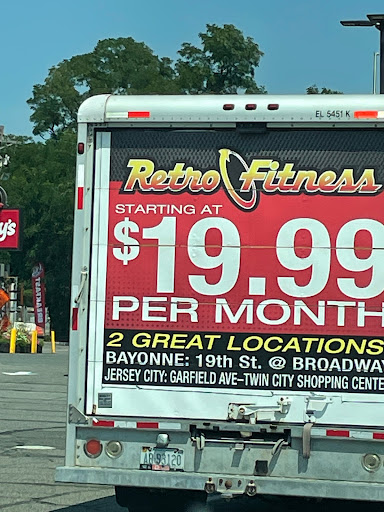 EL 5451 K
Retro Fitness
STARTING AT
$19.99
PER MONTH
2 GREAT LOCATIONS
BAYONNE: 19th St. @ BROADWAY
JERSEY CITY: GARFIELD AVE-TWIN CITY SHOPPING CENTE
y's